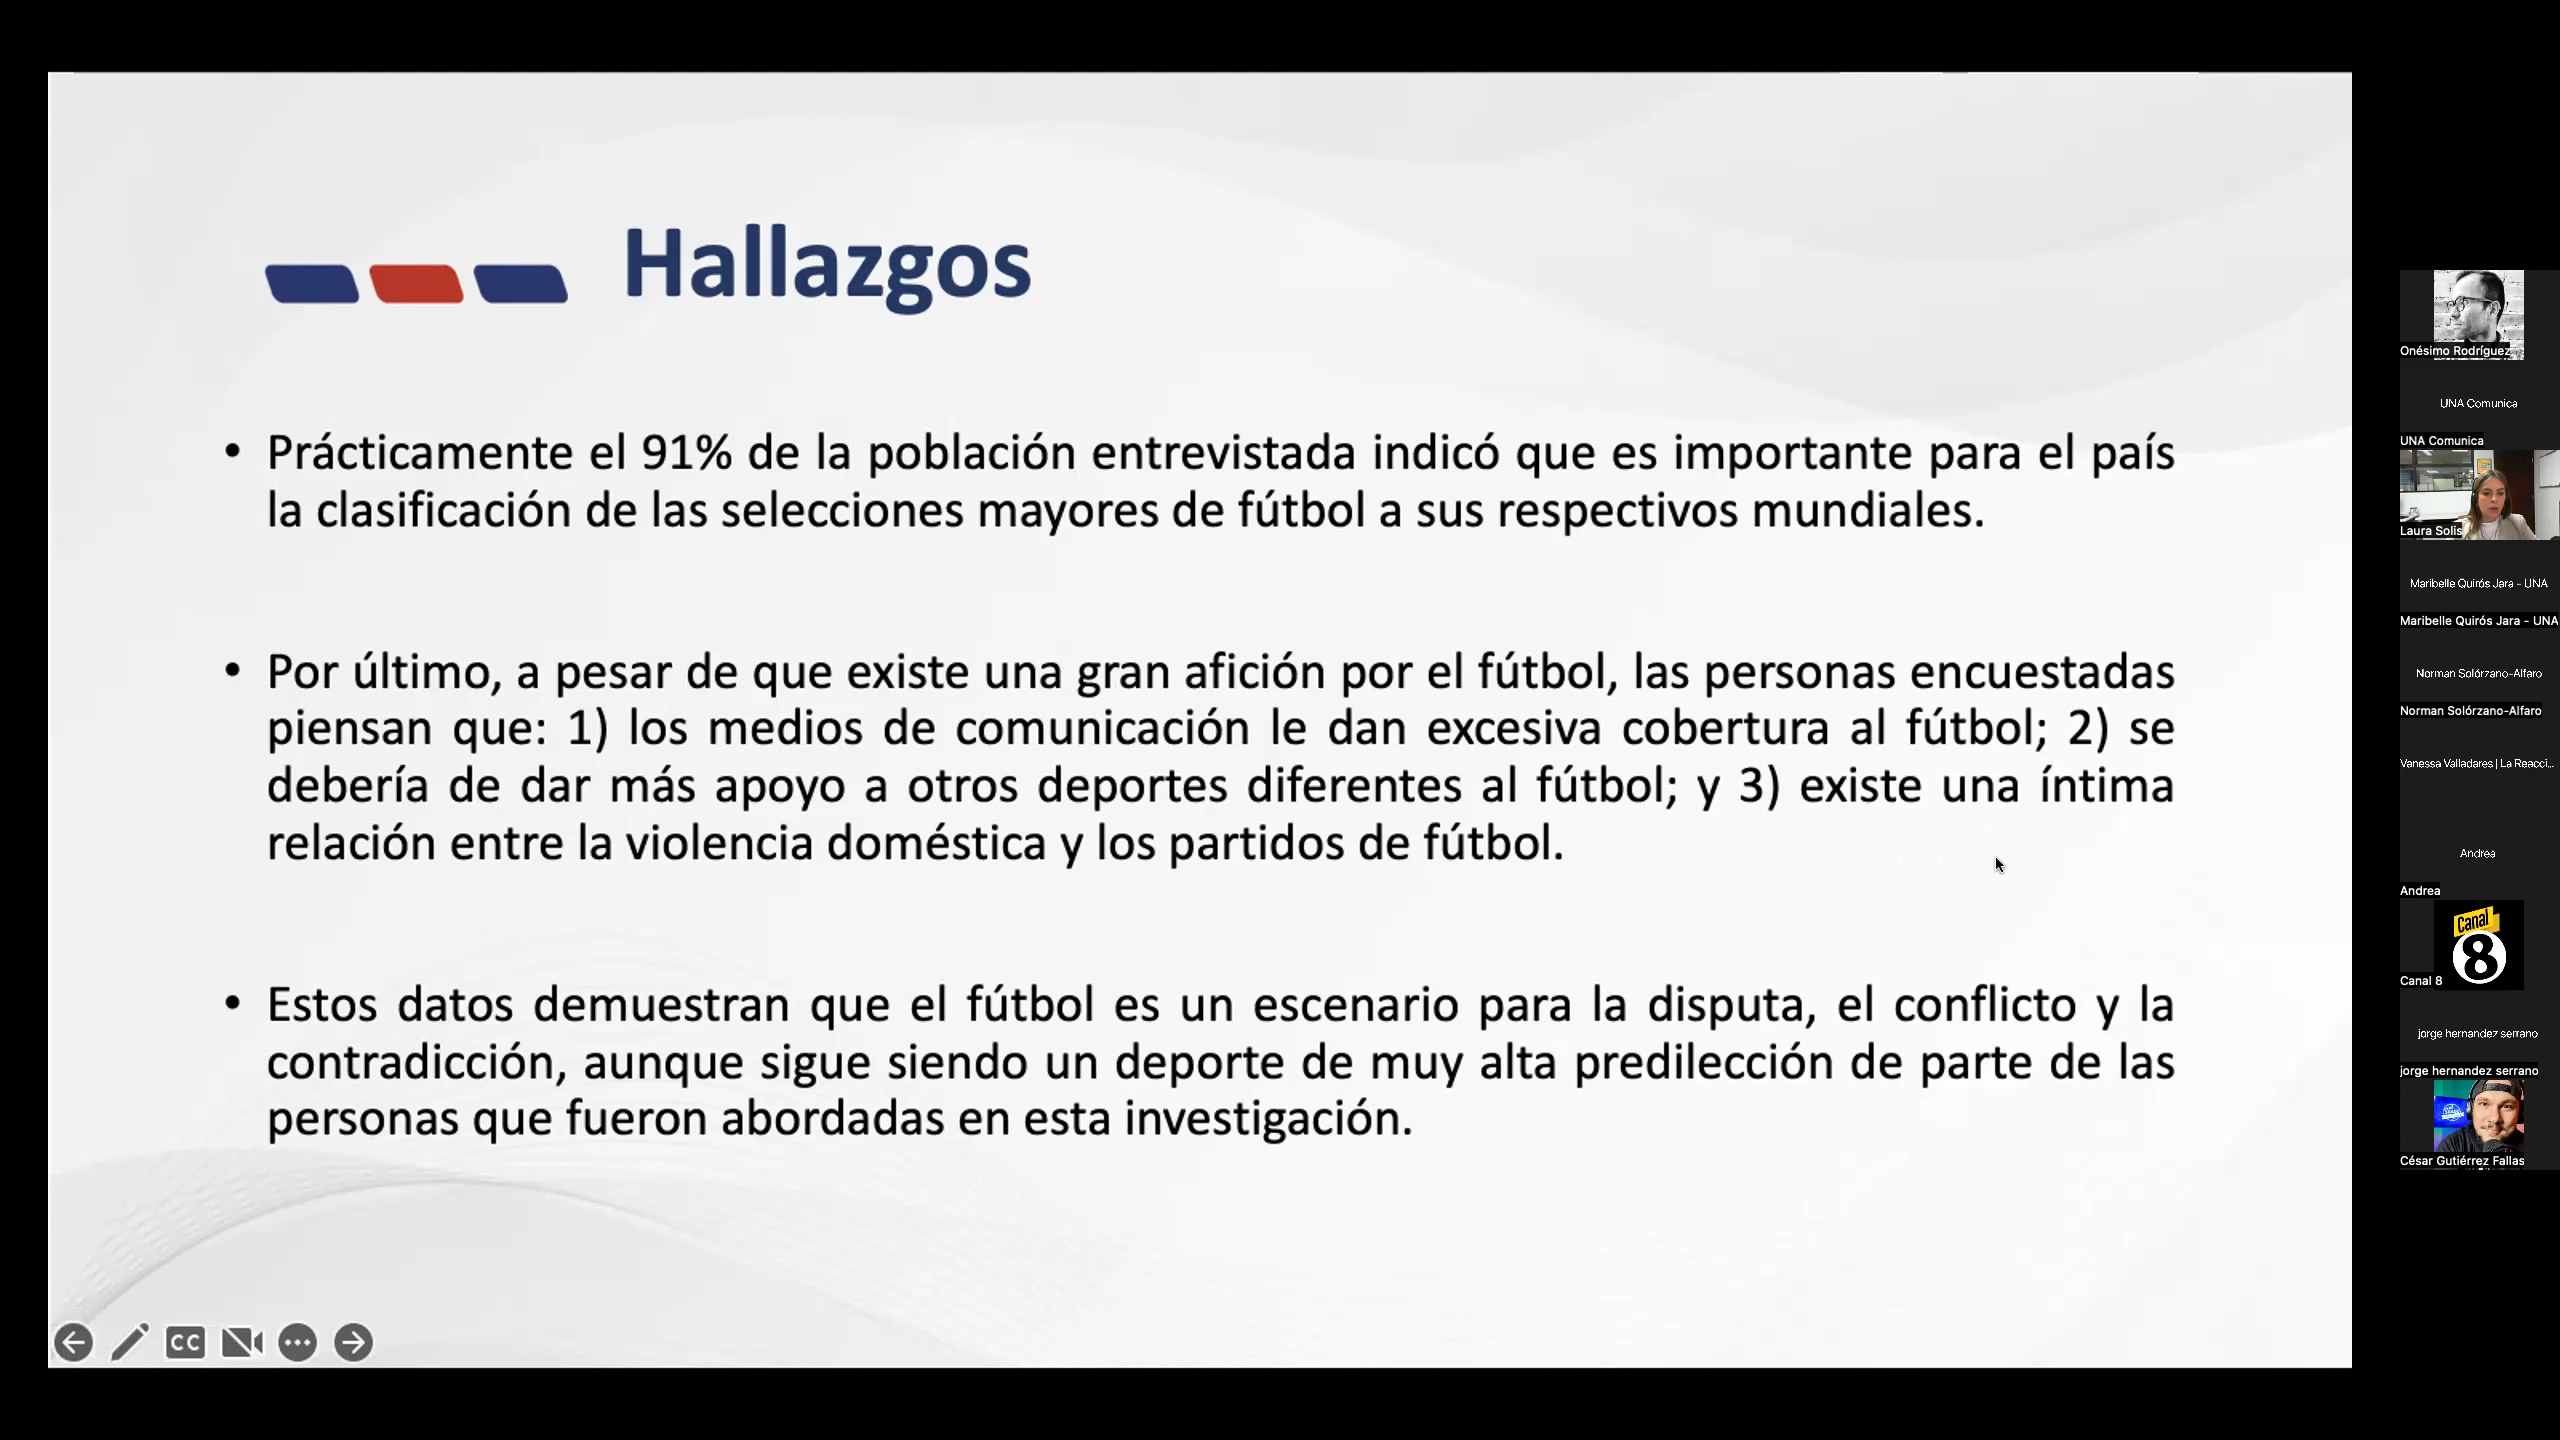 Hallazgos
• Prácticamente el 91% de la población entrevistada indicó que es importante para el país
la clasificación de las selecciones mayores de fútbol a sus respectivos mundiales.
• Por último, a pesar de que existe una gran afición por el fútbol, las personas encuestadas
piensan que: 1) los medios de comunicación le dan excesiva cobertura al fútbol; 2) se
debería de dar más apoyo a otros deportes diferentes al fútbol; y 3) existe una íntima
relación entre la violencia doméstica y los partidos de fútbol.
• Estos datos demuestran que el fútbol es un escenario para la disputa, el conflicto y la
contradicción, aunque sigue siendo un deporte de muy alta predilección de parte de las
personas que fueron abordadas en esta investigación.
CC
Onésimo Rodríguez
UNA Comunica
UNA Comunica
Laura Solis
Maribelle Quirós Jara - UNA
Maribelle Quirós Jara - UNA
Norman Solórzano-Alfaro
Norman Solórzano-Alfaro
Vanessa Valladares | La Reacci...
Andrea
Andrea
Canal
8
Canal 8
jorge hernandez serrano
jorge hernandez serrano
César Gutiérrez Fallas